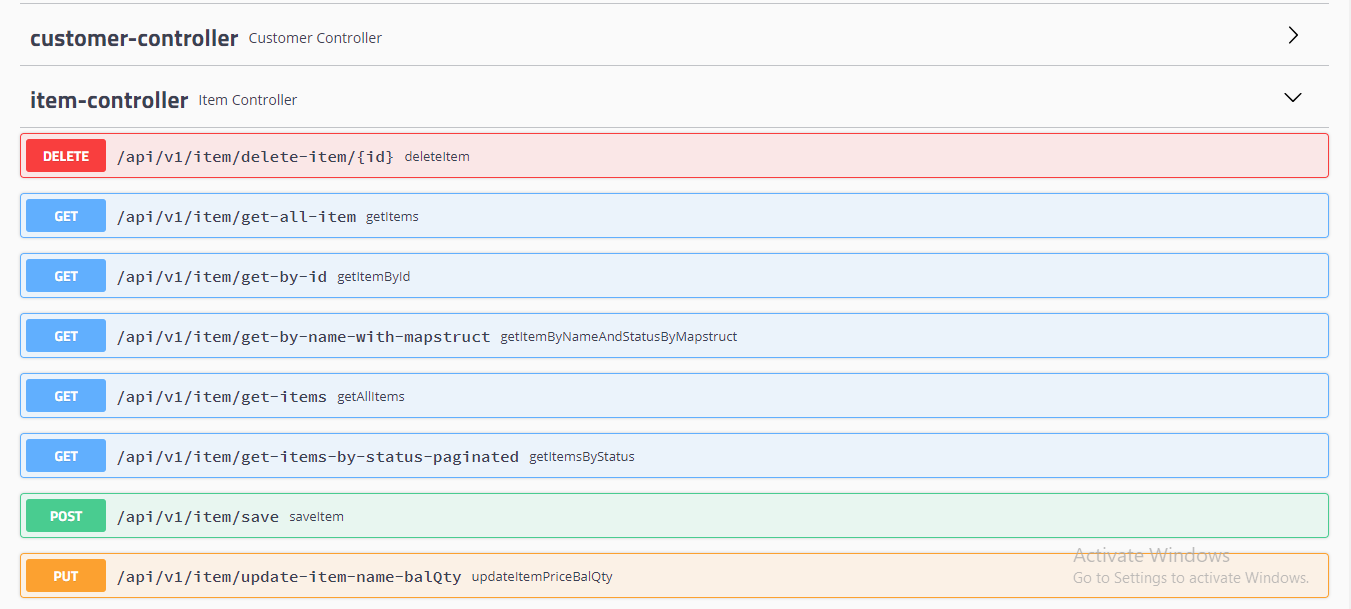 customer-controller Customer Controller
item-controller Item Controller
DELETE /api/v1/item/delete-item/{id} deleteItem
GET /api/v1/item/get-all-item getItems
GET /api/v1/item/get-by-id getItemById
GET /api/v1/item/get-by-name-with-mapstruct getItemByNameAndStatusByMapstruct
GET /api/v1/item/get-items getAllItems
GET /api/v1/item/get-items-by-status-paginated getItemsByStatus
POST /api/v1/item/save saveItem
Activate Windows
PUT /api/v1/item/update-item-name-balQty updateItemPriceBalQty
Go to Settings to activate Windows.